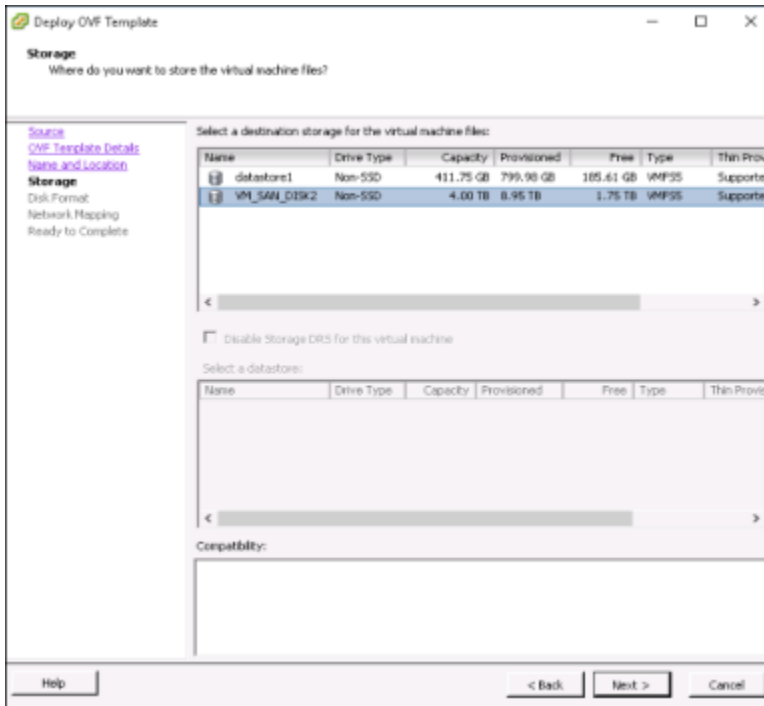 Deploy OVF Template
Storage
Where do you want to store the virtual machine files?
Source
OVF Template Details
Name and Location
Storage
Disk Format
Network Mapping
Ready to Complete
Select a destination storage for the virtual machine files:
Name Drive Type Capacity Provisioned Free Type Thin Prov
datastore1 Non-SSD 411.75 GB 799.98 GB 185.61 GB VMFS5 Supporte
VM_SAN_DISK2 Non-SSD 4.00 TB 8.95 TB 1.75 TB VMFS5 Supporte
Disable Storage DRS for this virtual machine
Select a datastore:
Name Drive Type Capacity Provisioned Free Type Thin Provis
Compatibility:
Help < Back Next > Cancel